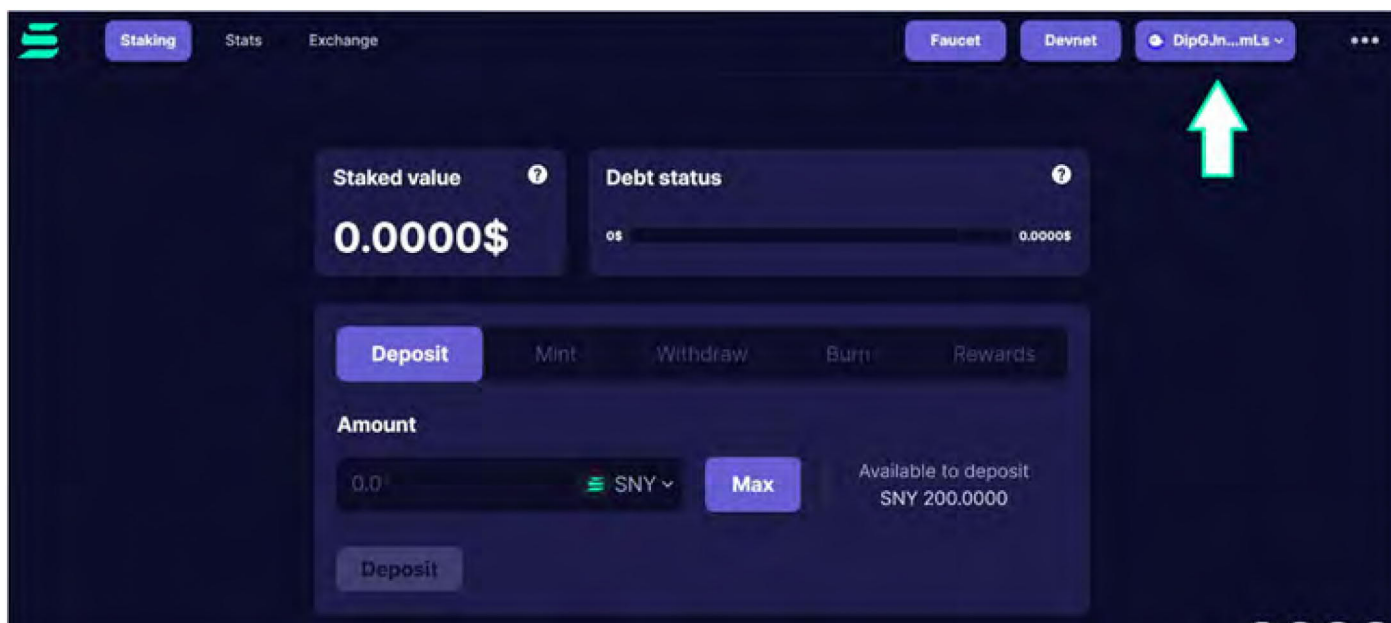 Staking Stats Exchange Faucet Devnet DipGJn...mLs •••
Staked value ? Debt status ?
0.0000$ 0$ 0.0000$
Deposit Mint Withdraw Burn Rewards
Amount
0.0 SNY Max
Available to deposit
SNY 200.0000
Deposit